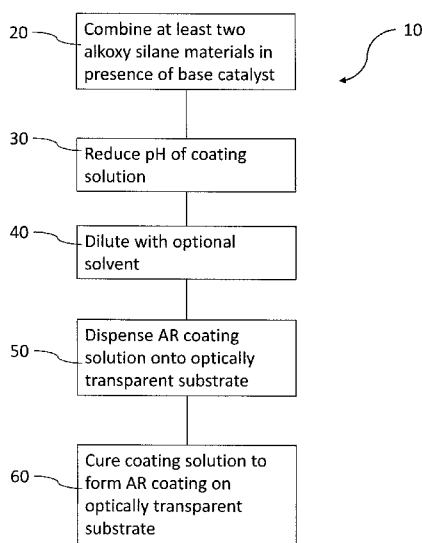 20
Combine at least two
alkoxy silane materials in
presence of base catalyst
10
30
Reduce pH of coating
solution
40
Dilute with optional
solvent
50
Dispense AR coating
solution onto optically
transparent substrate
60
Cure coating solution to
form AR coating on
optically transparent
substrate